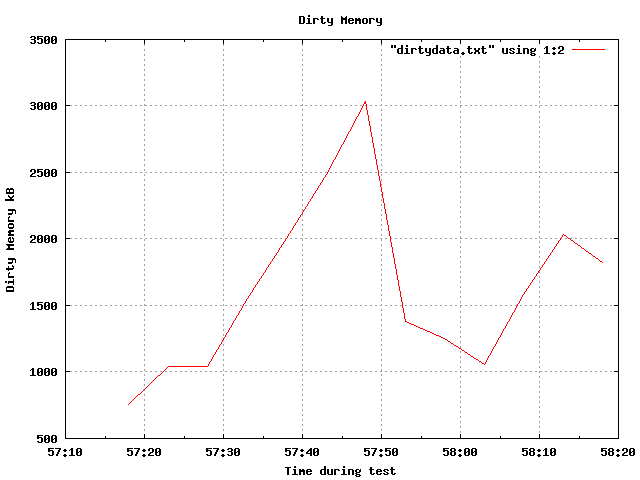 Dirty Memory
"dirtydata.txt" using 1:2
3500
3000
2500
2000
1500
1000
500
Dirty Memory kB
57:10 57:20 57:30 57:40 57:50 58:00 58:10 58:20
Time during test